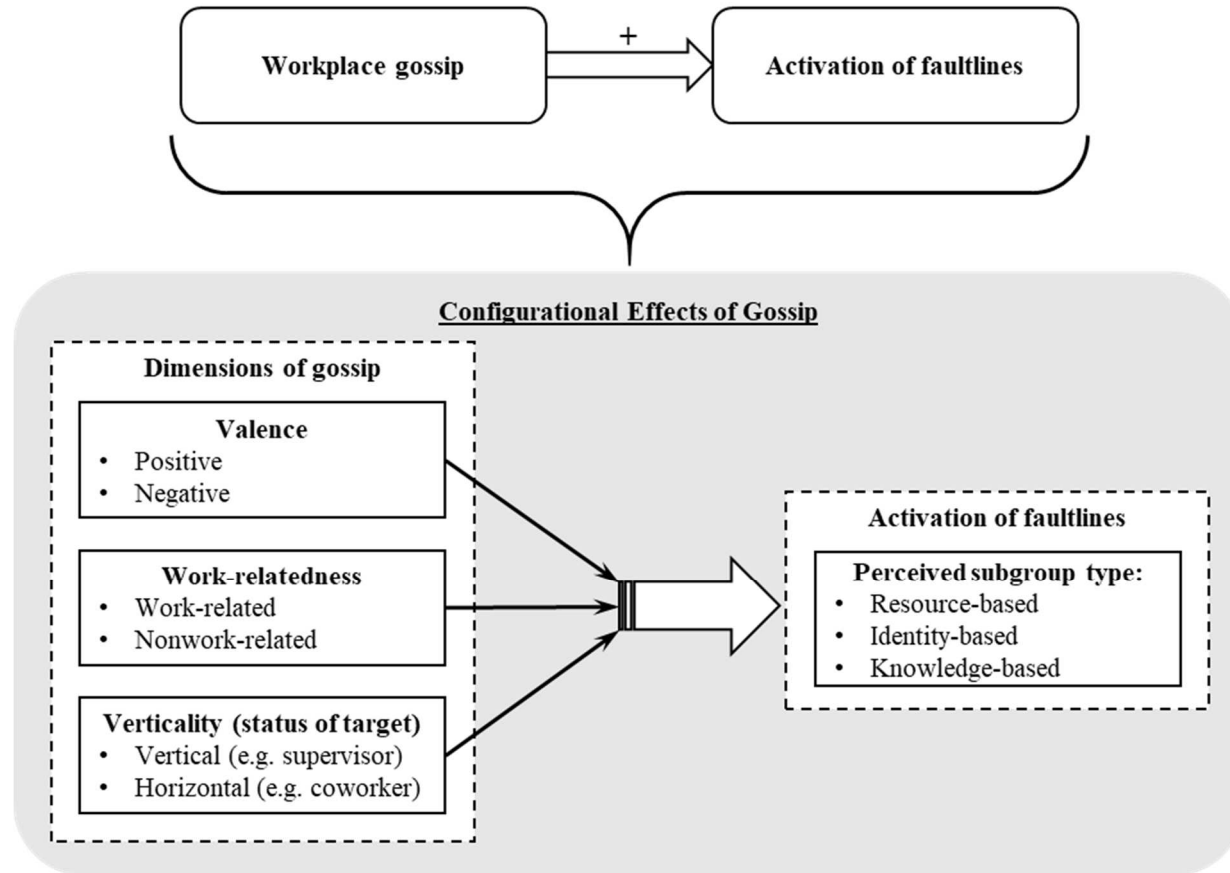 Workplace gossip
+
Activation of faultlines
Configurational Effects of Gossip
Dimensions of gossip
Valence
• Positive
• Negative
Work-relatedness
• Work-related
• Nonwork-related
Verticality (status of target)
• Vertical (e.g. supervisor)
• Horizontal (e.g. coworker)
Activation of faultlines
Perceived subgroup type:
• Resource-based
• Identity-based
• Knowledge-based